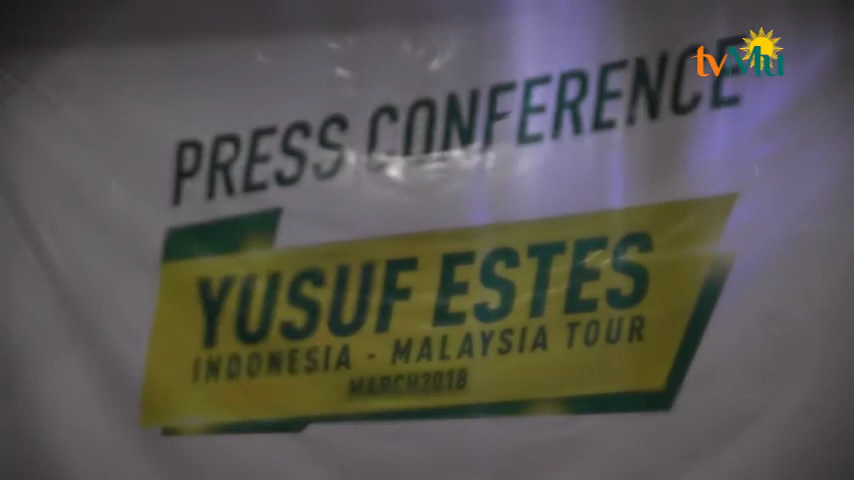 tvMu
PRESS CONFERENCE
YUSUF ESTES
INDONESIA - MALAYSIA TOUR
MARCH2018